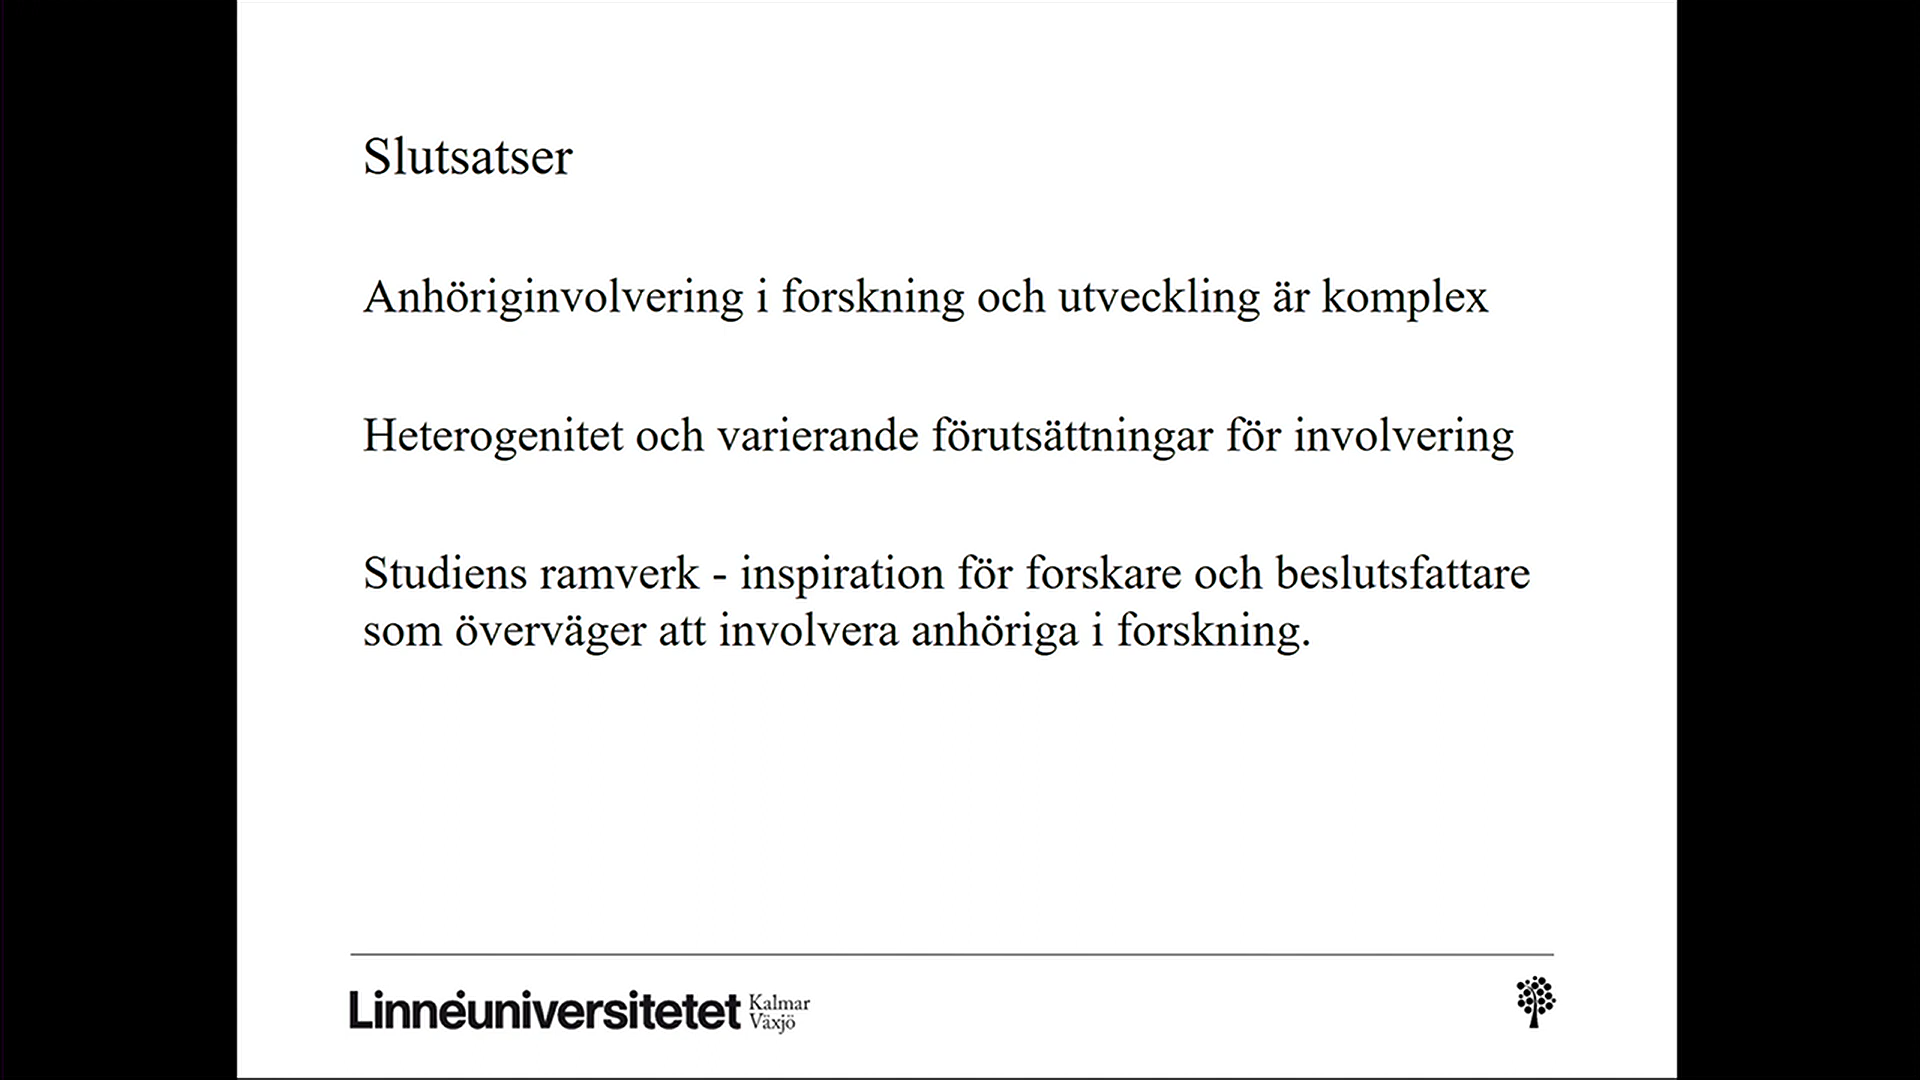 Slutsatser
Anhöriginvolvering i forskning och utveckling är komplex
Heterogenitet och varierande förutsättningar för involvering
Studiens ramverk - inspiration för forskare och beslutsfattare
som överväger att involvera anhöriga i forskning.
Linnéuniversitetet Kalmar
Växjö